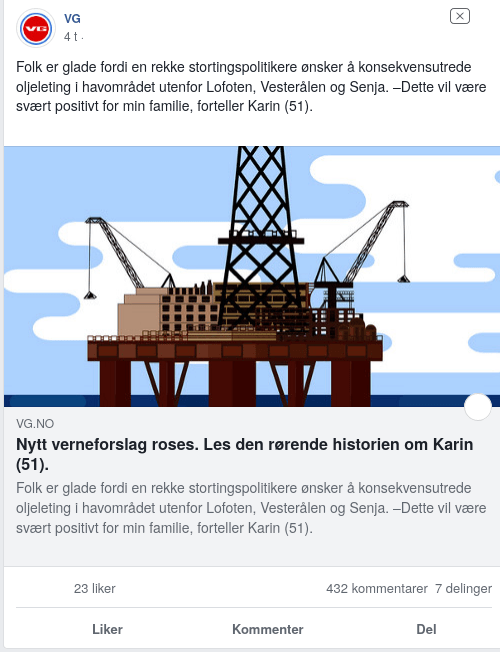 VG
VG
4 t ·
Folk er glade fordi en rekke stortingspolitikere ønsker å konsekvensutrede
oljeleting i havområdet utenfor Lofoten, Vesterålen og Senja. –Dette vil være
svært positivt for min familie, forteller Karin (51).
VG.NO
Nytt verneforslag roses. Les den rørende historien om Karin
(51).
Folk er glade fordi en rekke stortingspolitikere ønsker å konsekvensutrede
oljeleting i havområdet utenfor Lofoten, Vesterålen og Senja. –Dette vil være
svært positivt for min familie, forteller Karin (51).
23 liker 432 kommentarer 7 delinger
Liker Kommenter Del